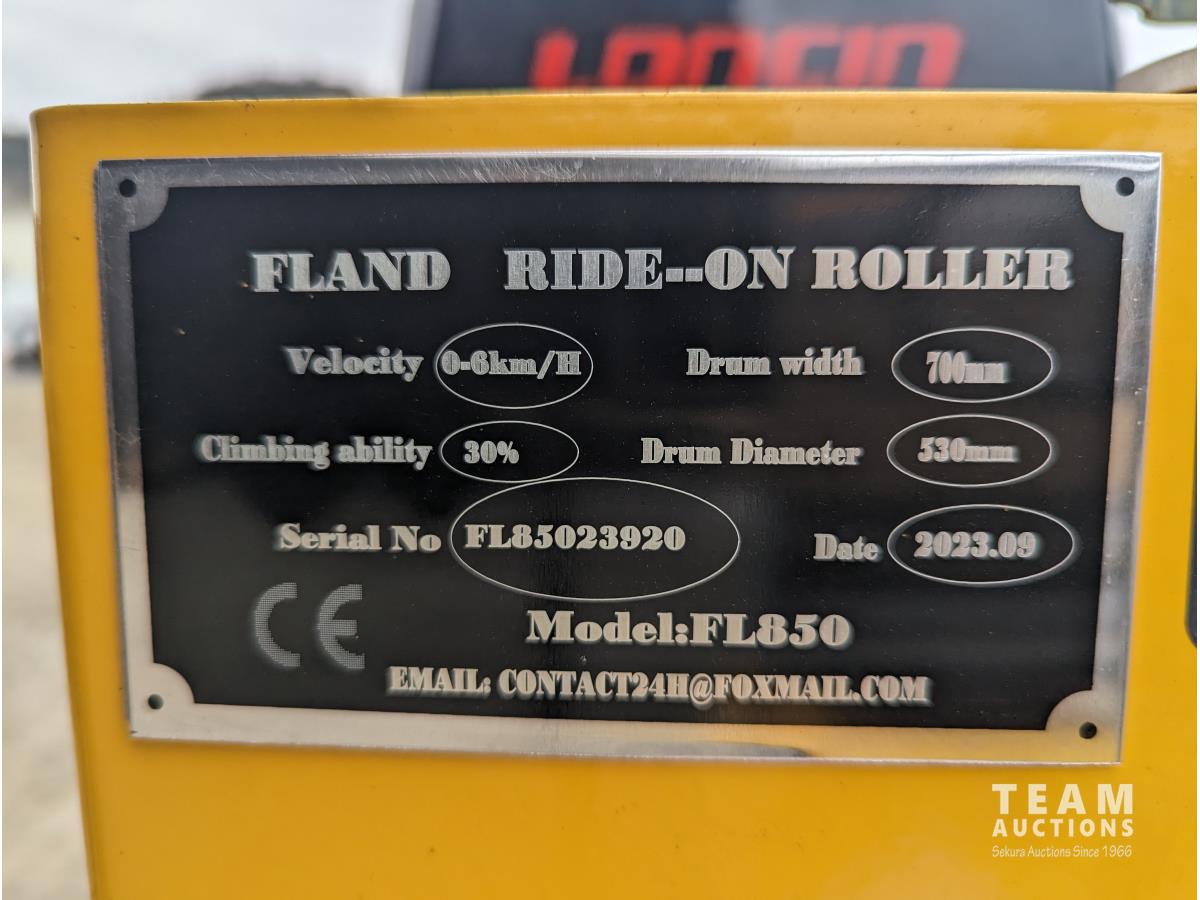 LONCIN
FLAND RIDE--ON ROLLER
Velocity 0-6km/H Drum width 700mm
Climbing ability 30% Drum Diameter 530mm
Serial No FL85023920 Date 2023.09
CE
Model:FL850
EMAIL: CONTACT24H@FOXMAIL.COM
TEAM
AUCTIONS
Sekura Auctions Since 1966